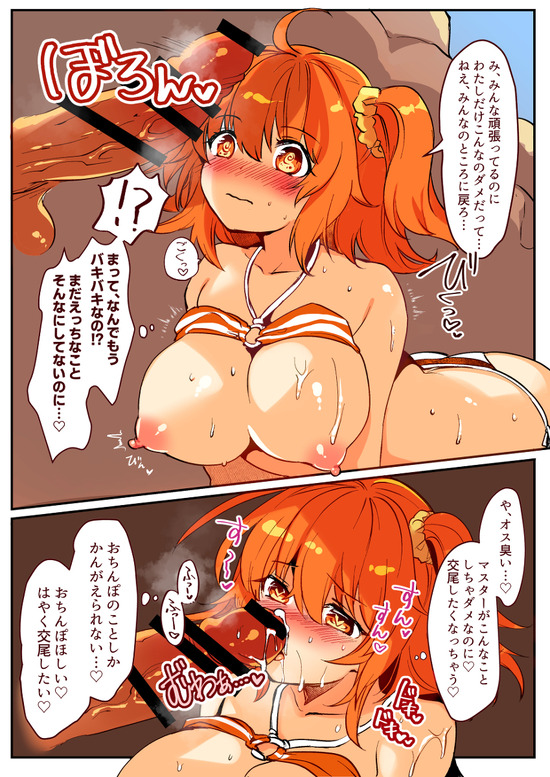 み、みんな頑張ってるのに
わたしだけこんなのダメだって…
ねえ、みんなのところに戻ろ…
ぼろん♡
!?
ごくっ♡
びくっ♡
まって、なんでもう
バキバキなの!?
まだえっちなこと
そんなにしてないのに…♡
びん♡
や、オス臭い…♡
マスターがこんなこと
しちゃダメなのに♡
交尾したくなっちゃう♡
す〜〜♡
すんすん
ふーっ♡
ふーっ♡
おちんぽのことしか
かんがえられない…♡
おちんぽほしい♡
はやく交尾したい♡
むわぁ…♡
ドキ♡
ドキ♡